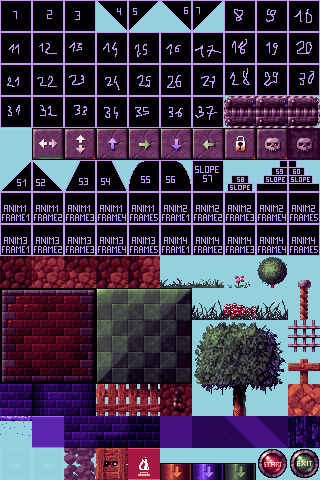 1 2 3 4 5 6 7 8 9 10
11 12 13 14 15 16 17 18 19 20
21 22 23 24 25 26 27 28 29 30
31 32 33 34 35 36 37
51 52 53 54 55 56 SLOPE 57 58 SLOPE 59 SLOPE 60 SLOPE
ANIM1 FRAME1 ANIM1 FRAME2 ANIM1 FRAME3 ANIM1 FRAME4 ANIM2 FRAME1 ANIM2 FRAME2 ANIM2 FRAME3 ANIM2 FRAME4 ANIM2 FRAME5
ANIM3 FRAME1 ANIM3 FRAME2 ANIM3 FRAME3 ANIM3 FRAME4 ANIM4 FRAME1 ANIM4 FRAME2 ANIM4 FRAME3 ANIM4 FRAME4 ANIM4 FRAME5
START EXIT